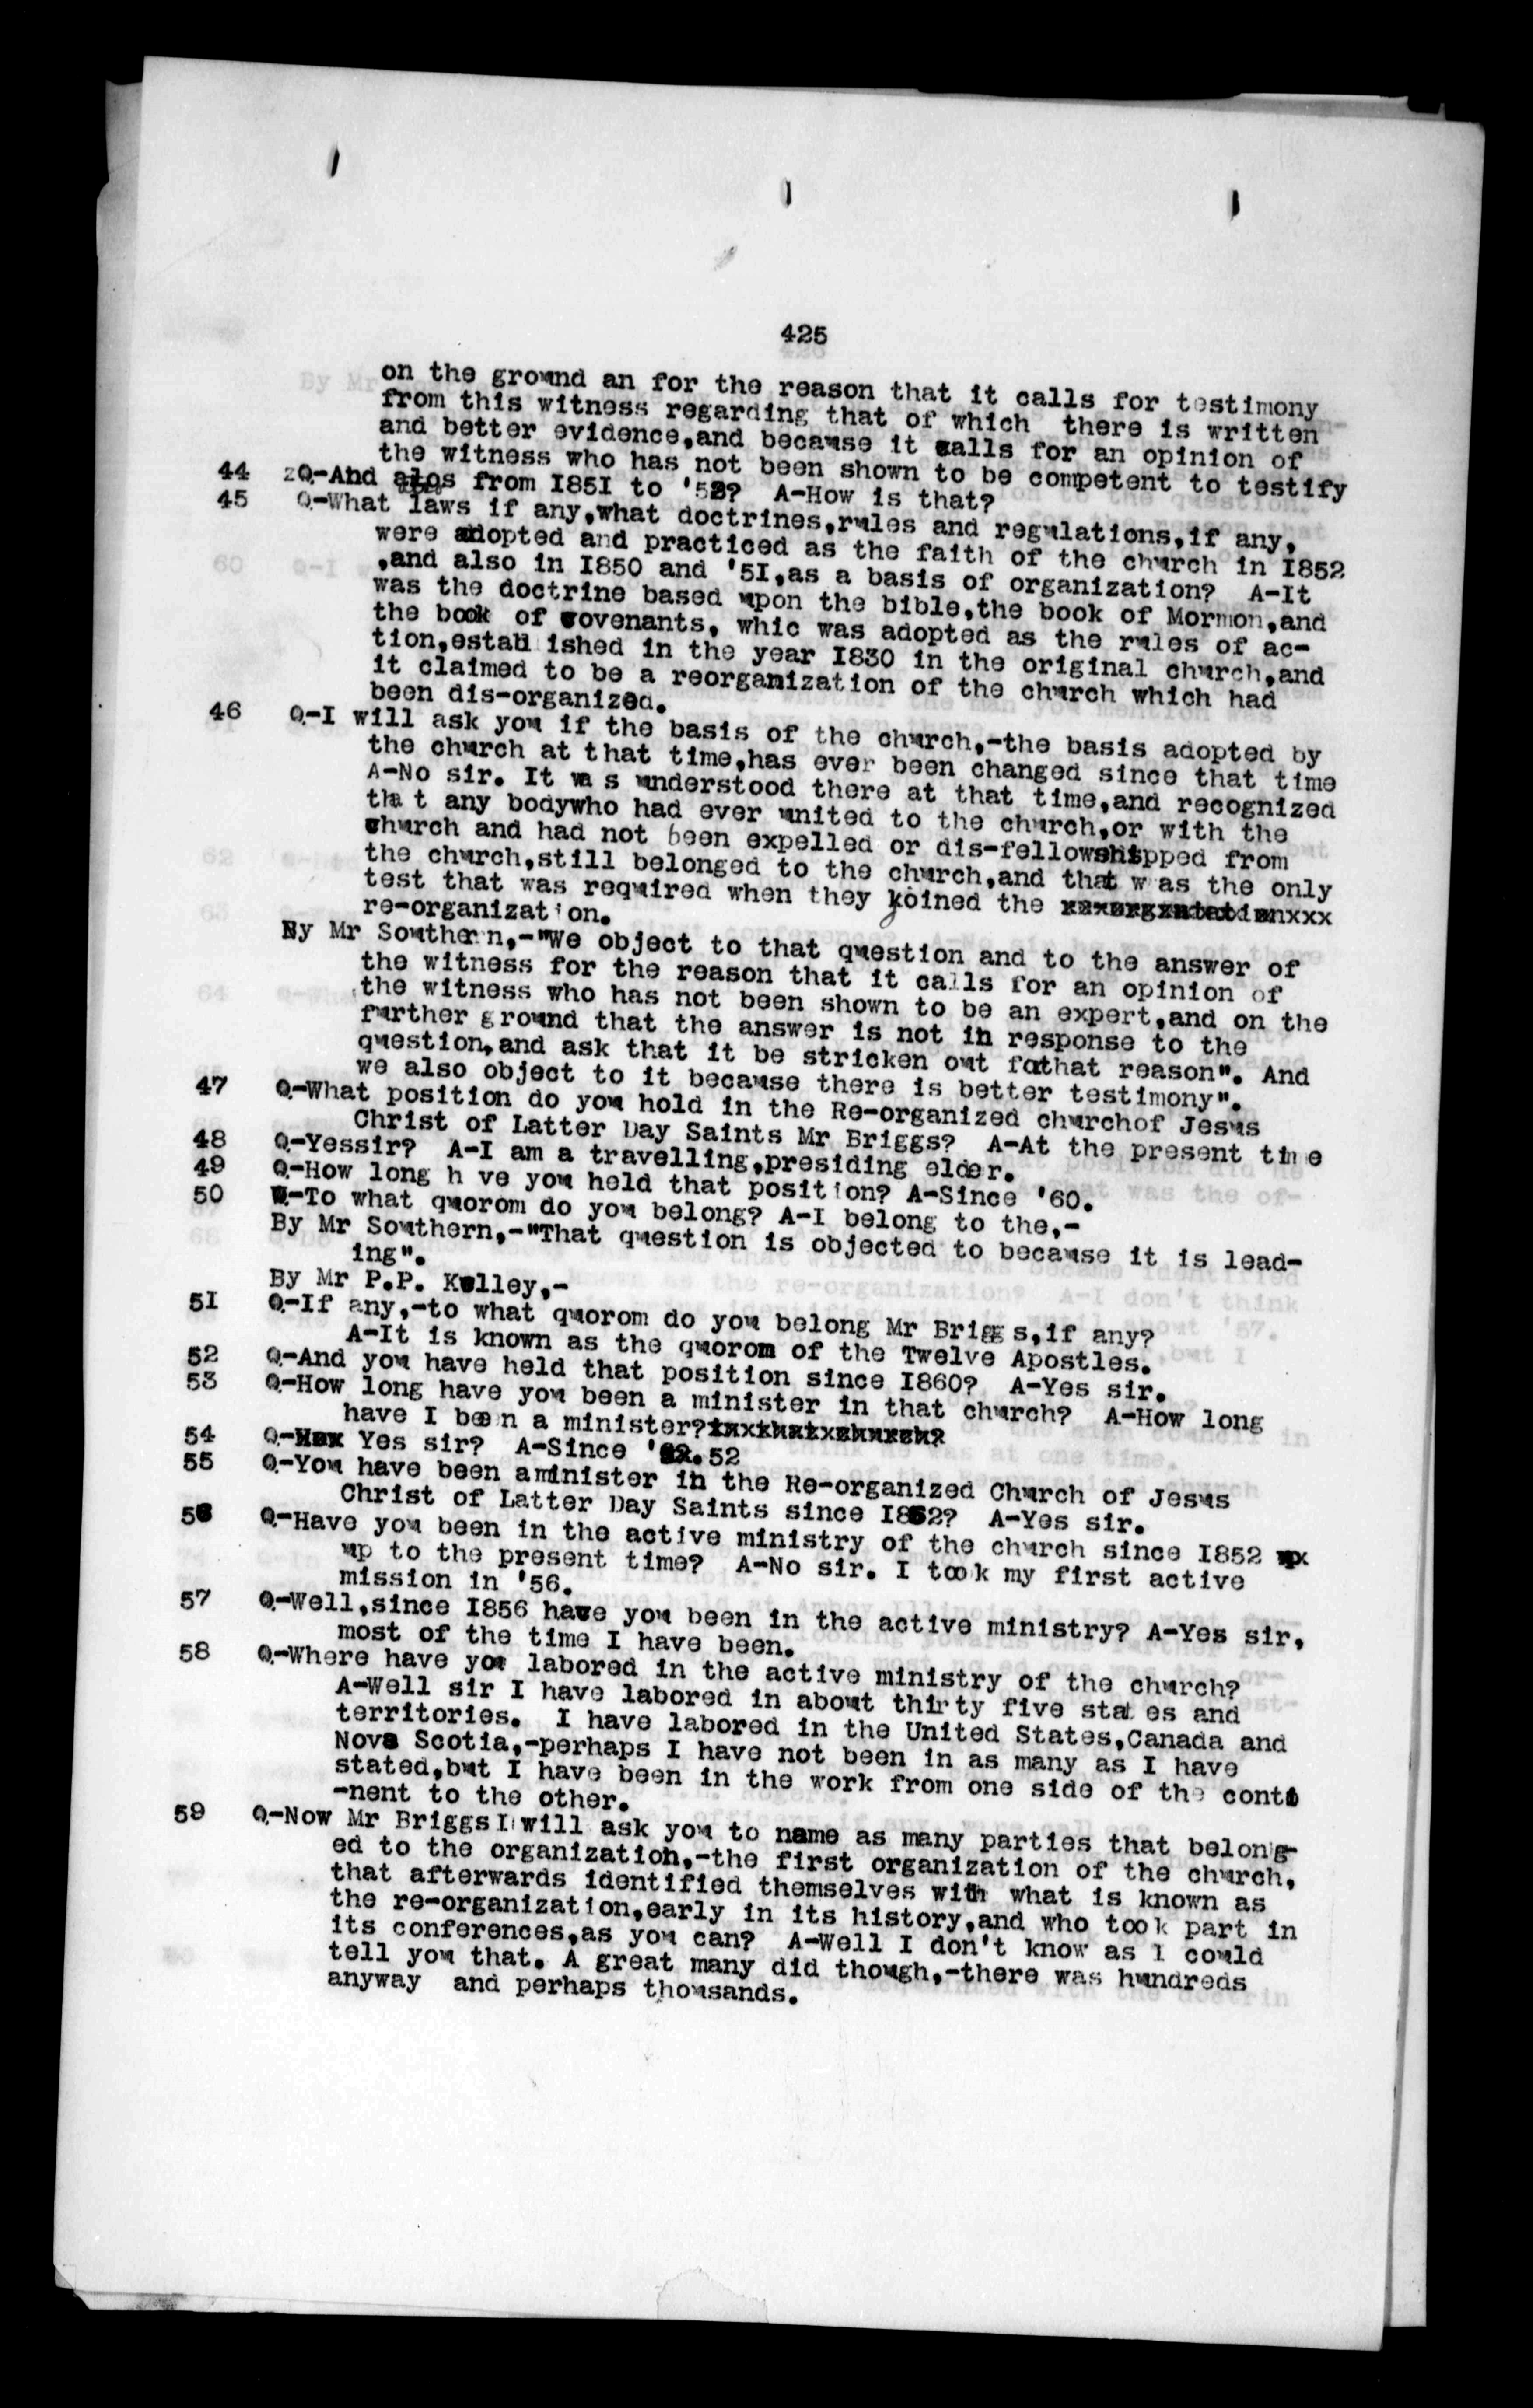 425
on the ground an for the reason that it calls for testimony
from this witness regarding that of which there is written
and better evidence,and because it calls for an opinion of
the witness who has not been shown to be competent to testify
44 Q-And alos from I85I to '52? A-How is that?
45 Q-What laws if any,what doctrines,rules and regulations,if any,
were adopted and practiced as the faith of the church in I852
,and also in I850 and '5I,as a basis of organization? A-It
was the doctrine based upon the bible,the book of Mormon,and
the book of covenants, whic was adopted as the rules of ac-
tion,establ ished in the year I830 in the original church,and
it claimed to be a reorganization of the church which had
been dis-organized.
46 Q-I will ask you if the basis of the church,-the basis adopted by
the church at that time,has ever been changed since that time
A-No sir. It wa s understood there at that time,and recognized
tha t any bodywho had ever united to the church,or with the
church and had not been expelled or dis-fellowshipped from
the church,still belonged to the church,and that w as the only
test that was required when they joined the
re-organization.
By Mr Southern,-"We object to that question and to the answer of
the witness for the reason that it calls for an opinion of
the witness who has not been shown to be an expert,and on the
further ground that the answer is not in response to the
question,and ask that it be stricken out fothat reason". And
we also object to it because there is better testimony".
47 Q-What position do you hold in the Re-organized churchof Jesus
Christ of Latter Day Saints Mr Briggs? A-At the present time
48 Q-Yessir? A-I am a travelling,presiding elder.
49 Q-How long h ve you held that position? A-Since '60.
50 Q-To what quorom do you belong? A-I belong to the,-
By Mr Southern,-"That question is objected to because it is lead-
ing".
By Mr P.P. Kelley,-
5I Q-If any,-to what quorom do you belong Mr Briggs,if any?
A-It is known as the quorom of the Twelve Apostles.
52 Q-And you have held that position since I860? A-Yes sir.
53 Q-How long have you been a minister in that church? A-How long
have I been a minister?
54 Q- Yes sir? A-Since '52
55 Q-You have been aminister in the Re-organized Church of Jesus
Christ of Latter Day Saints since I852? A-Yes sir.
56 Q-Have you been in the active ministry of the church since I852
up to the present time? A-No sir. I took my first active
mission in '56.
57 Q-Well,since I856 have you been in the active ministry? A-Yes sir,
most of the time I have been.
58 Q-Where have you labored in the active ministry of the church?
A-Well sir I have labored in about thirty five stat es and
territories. I have labored in the United States,Canada and
Nova Scotia,-perhaps I have not been in as many as I have
stated,but I have been in the work from one side of the conti
-nent to the other.
59 Q-Now Mr Briggs I will ask you to name as many parties that belong-
ed to the organization,-the first organization of the church,
that afterwards identified themselves with what is known as
the re-organization,early in its history,and who took part in
its conferences,as you can? A-Well I don't know as I could
tell you that. A great many did though,-there was hundreds
anyway and perhaps thousands.